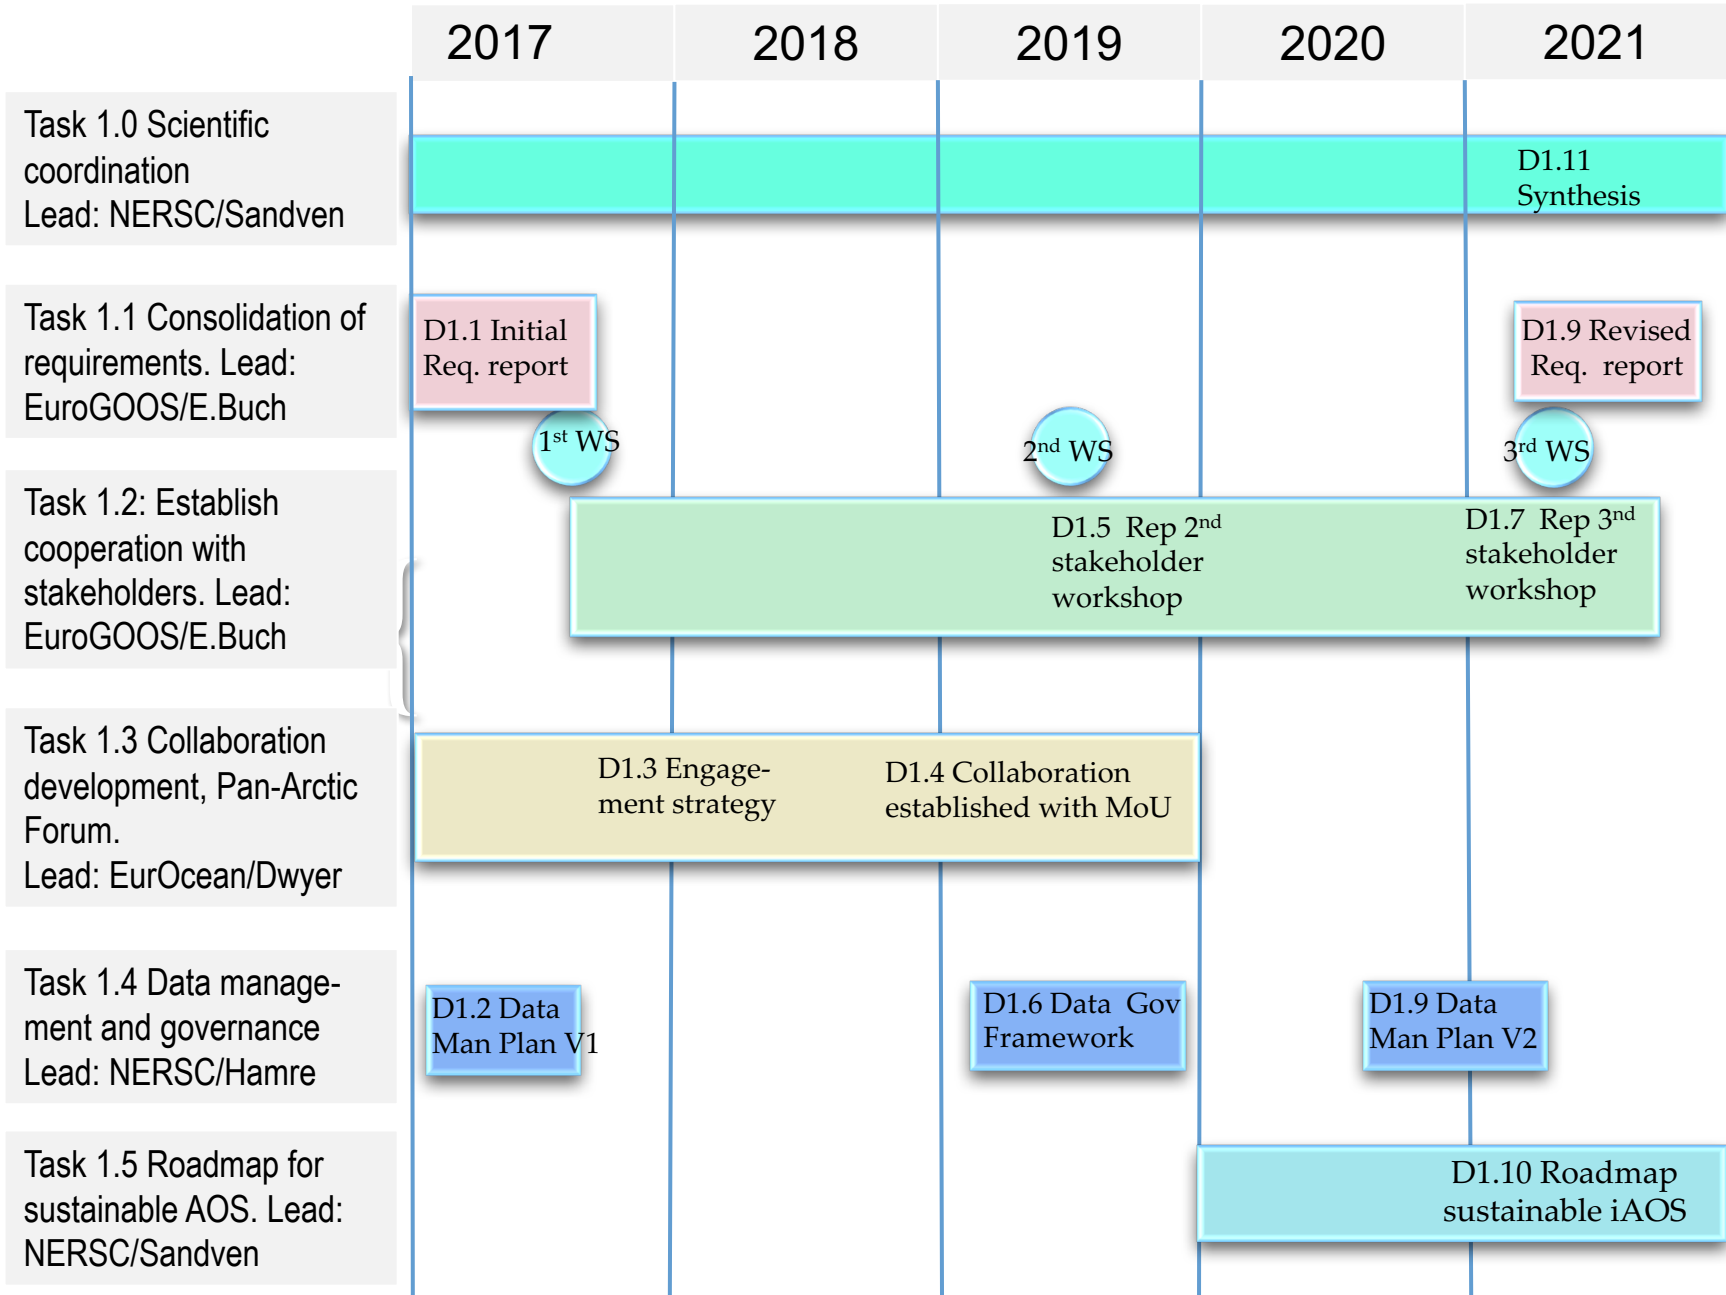 2017 2018 2019 2020 2021
Task 1.0 Scientific
coordination
Lead: NERSC/Sandven
D1.11
Synthesis
Task 1.1 Consolidation of
requirements. Lead:
EuroGOOS/E.Buch
D1.1 Initial
Req. report
D1.9 Revised
Req. report
1st WS
2nd WS
3rd WS
Task 1.2: Establish
cooperation with
stakeholders. Lead:
EuroGOOS/E.Buch
D1.5 Rep 2nd
stakeholder
workshop
D1.7 Rep 3nd
stakeholder
workshop
Task 1.3 Collaboration
development, Pan-Arctic
Forum.
Lead: EurOcean/Dwyer
D1.3 Engage-
ment strategy
D1.4 Collaboration
established with MoU
Task 1.4 Data manage-
ment and governance
Lead: NERSC/Hamre
D1.2 Data
Man Plan V1
D1.6 Data Gov
Framework
D1.9 Data
Man Plan V2
Task 1.5 Roadmap for
sustainable AOS. Lead:
NERSC/Sandven
D1.10 Roadmap
sustainable iAOS